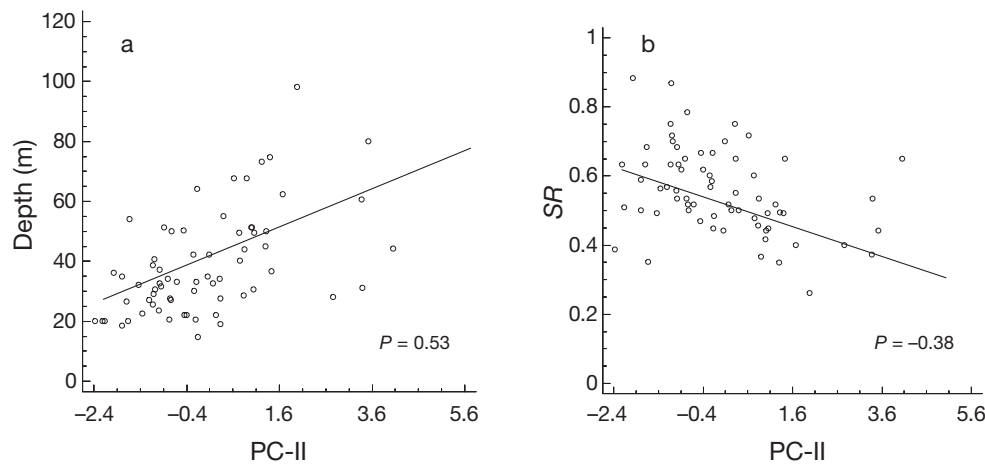 a
Depth (m)
120
100
80
60
40
20
0
P = 0.53
–2.4 –0.4 1.6 3.6 5.6
PC-II
b
SR
1
0.8
0.6
0.4
0.2
0
P = –0.38
–2.4 –0.4 1.6 3.6 5.6
PC-II